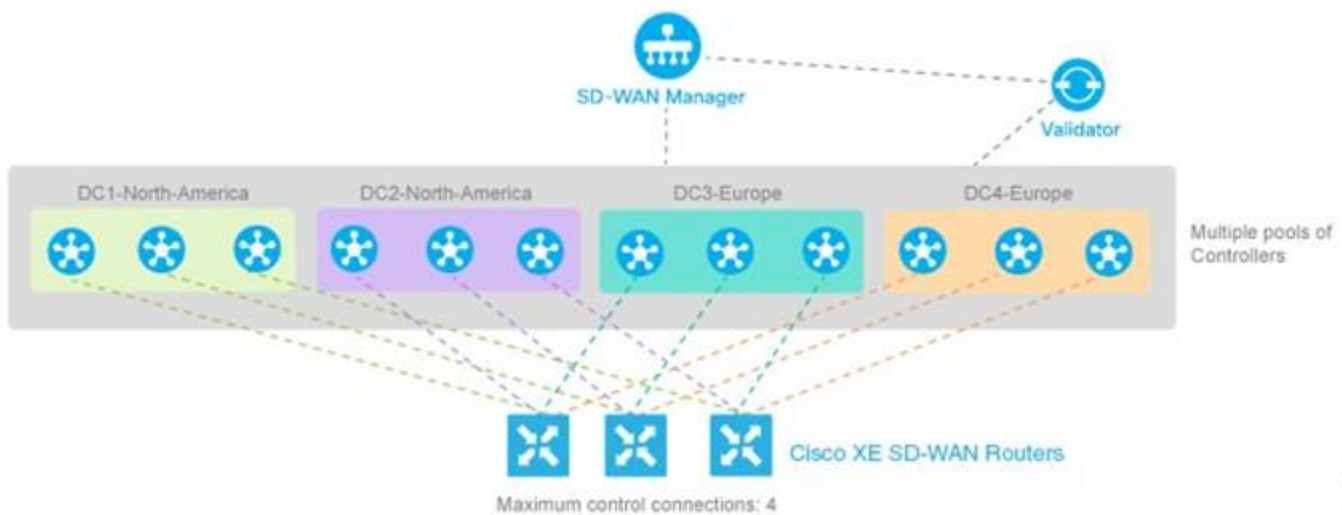 SD-WAN Manager
Validator
DC1-North-America
DC2-North-America
DC3-Europe
DC4-Europe
Multiple pools of
Controllers
Cisco XE SD-WAN Routers
Maximum control connections: 4